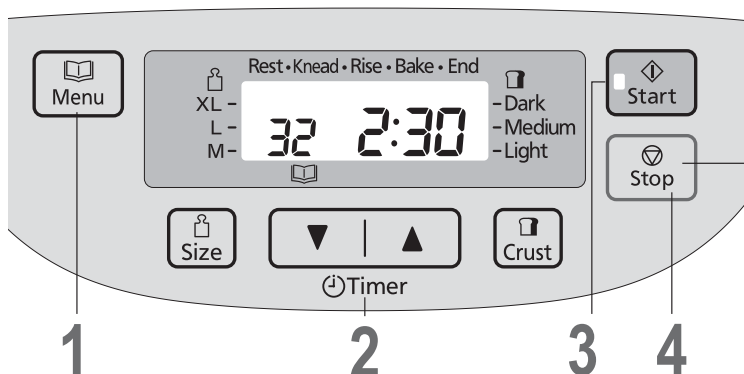 Menu
Rest • Knead • Rise • Bake • End
XL –
L –
M –
32 2:30
– Dark
– Medium
– Light
Start
Stop
Size
▼ | ▲
Crust
Timer
1 2 3 4